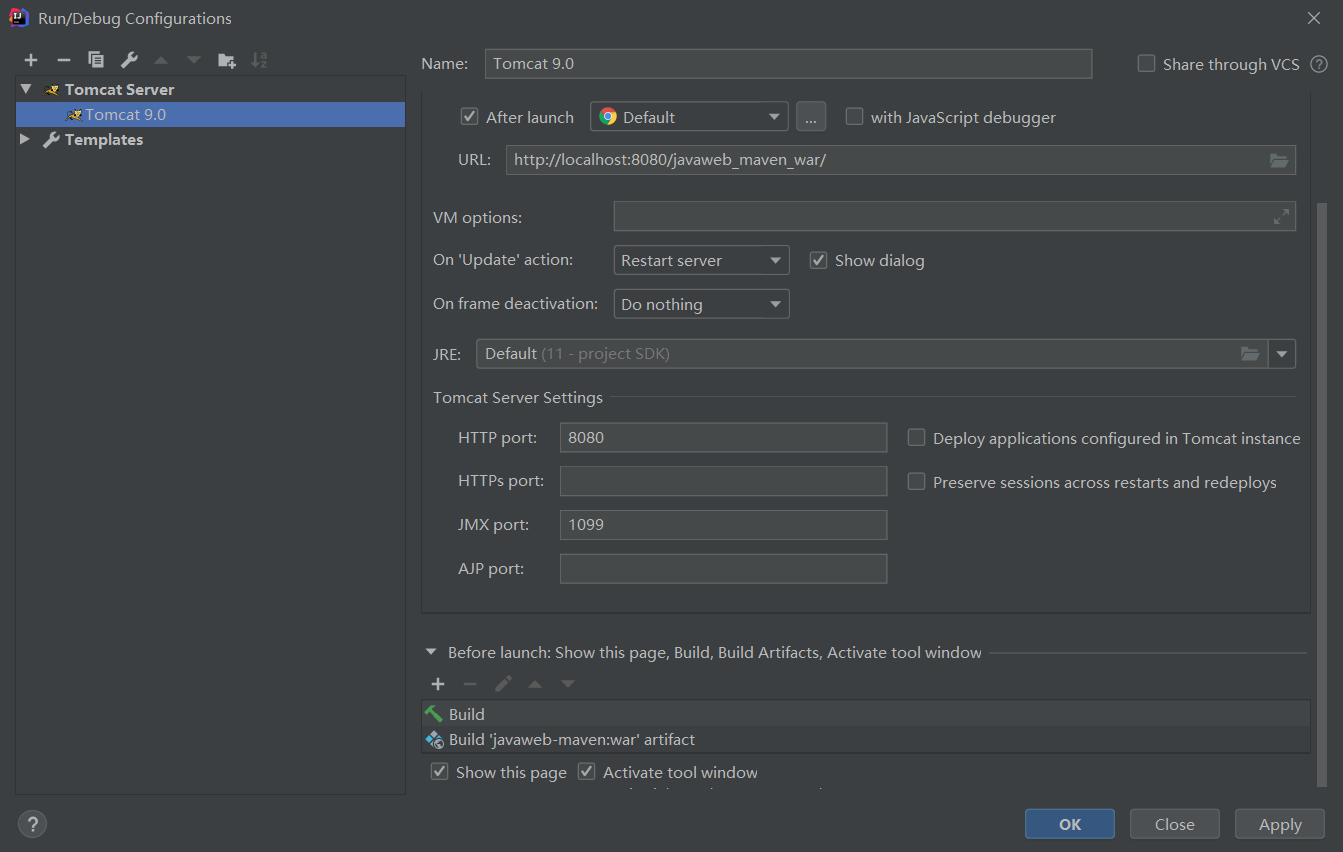 Run/Debug Configurations
Name: Tomcat 9.0 Share through VCS ?
Tomcat Server
Tomcat 9.0
Templates
After launch Default ... with JavaScript debugger
URL: http://localhost:8080/javaweb_maven_war/
VM options:
On 'Update' action: Restart server Show dialog
On frame deactivation: Do nothing
JRE: Default (11 - project SDK)
Tomcat Server Settings
HTTP port: 8080 Deploy applications configured in Tomcat instance
HTTPs port: Preserve sessions across restarts and redeploys
JMX port: 1099
AJP port:
Before launch: Show this page, Build, Build Artifacts, Activate tool window
Build
Build 'javaweb-maven:war' artifact
Show this page Activate tool window
? OK Close Apply